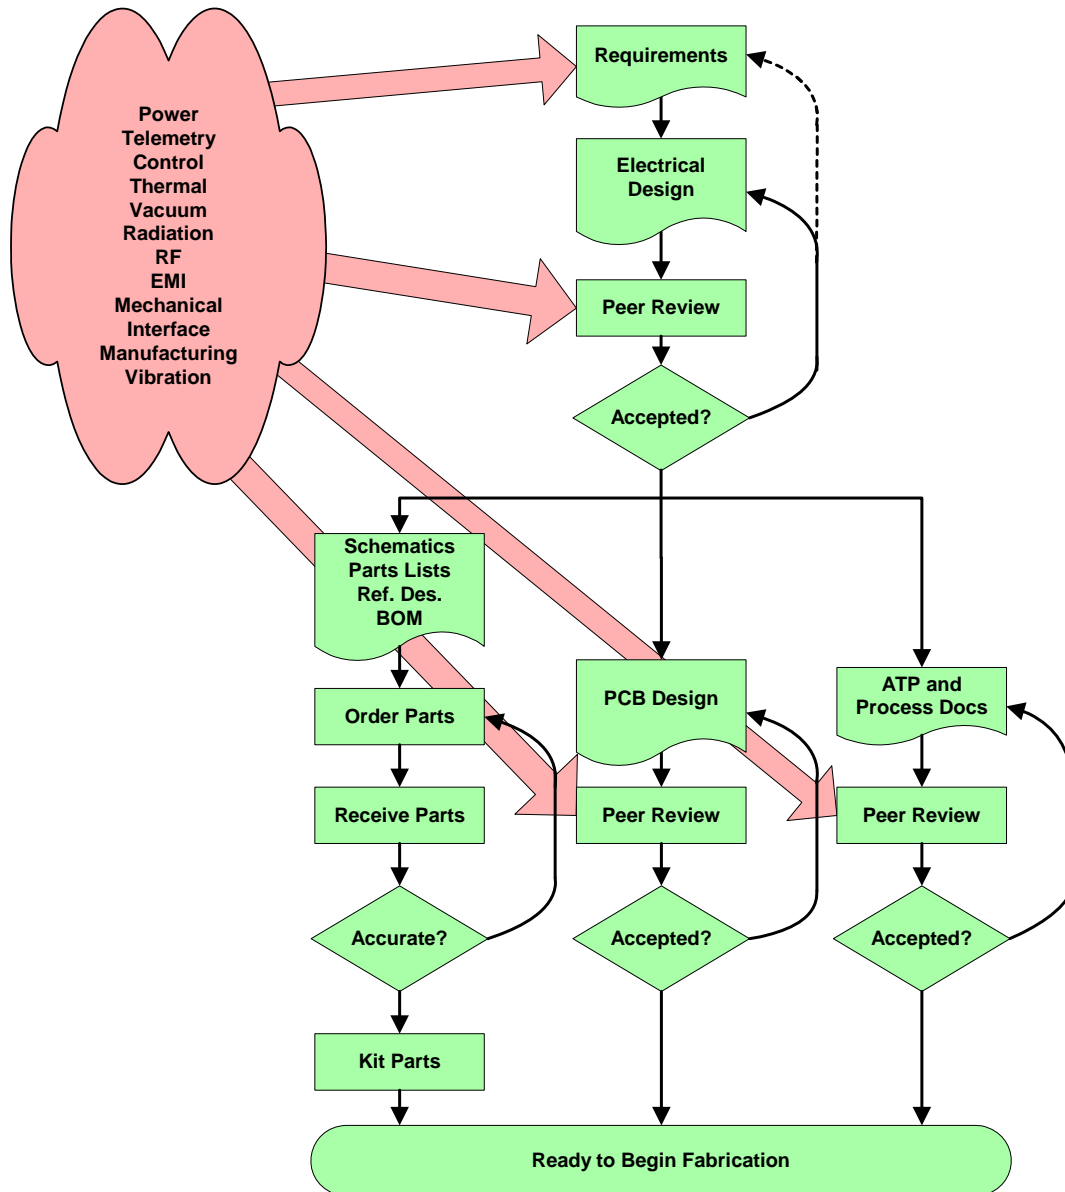 Power
Telemetry
Control
Thermal
Vacuum
Radiation
RF
EMI
Mechanical
Interface
Manufacturing
Vibration
Requirements
Electrical
Design
Peer Review
Accepted?
Schematics
Parts Lists
Ref. Des.
BOM
Order Parts
Receive Parts
Accurate?
Kit Parts
PCB Design
Peer Review
Accepted?
ATP and
Process Docs
Peer Review
Accepted?
Ready to Begin Fabrication